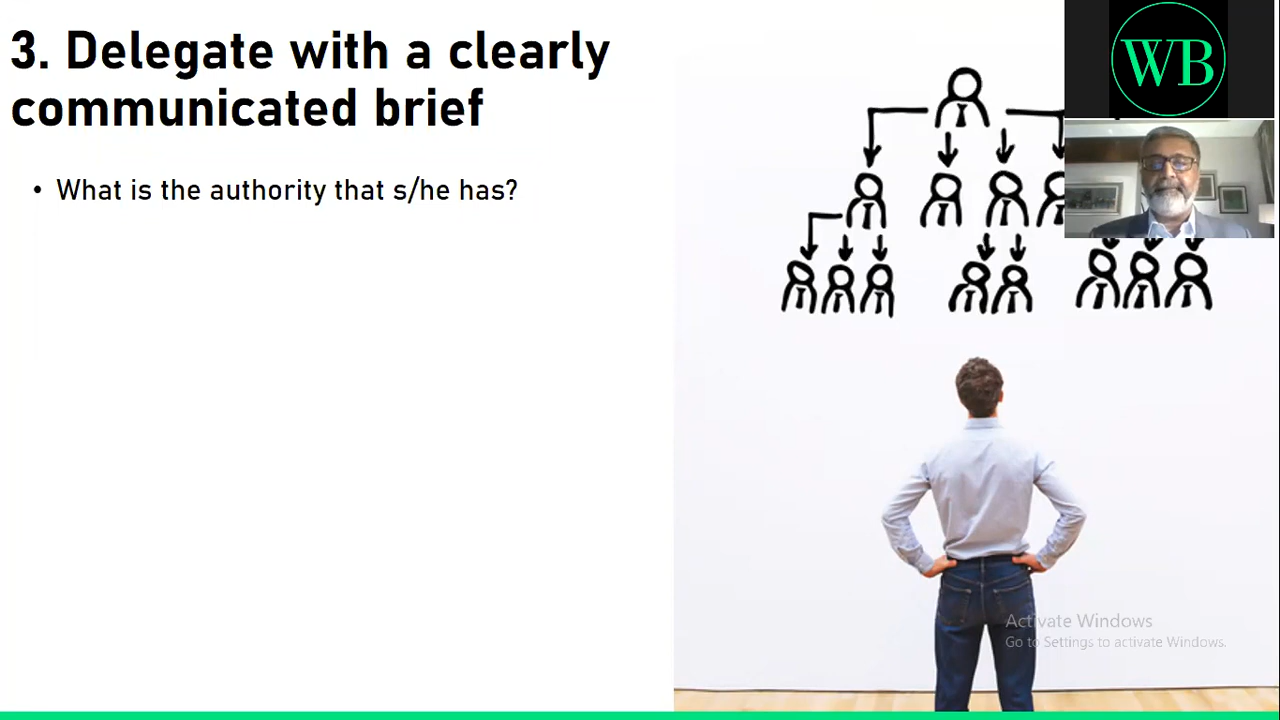 3. Delegate with a clearly
communicated brief
• What is the authority that s/he has?
WB
Activate Windows
Go to Settings to activate Windows.